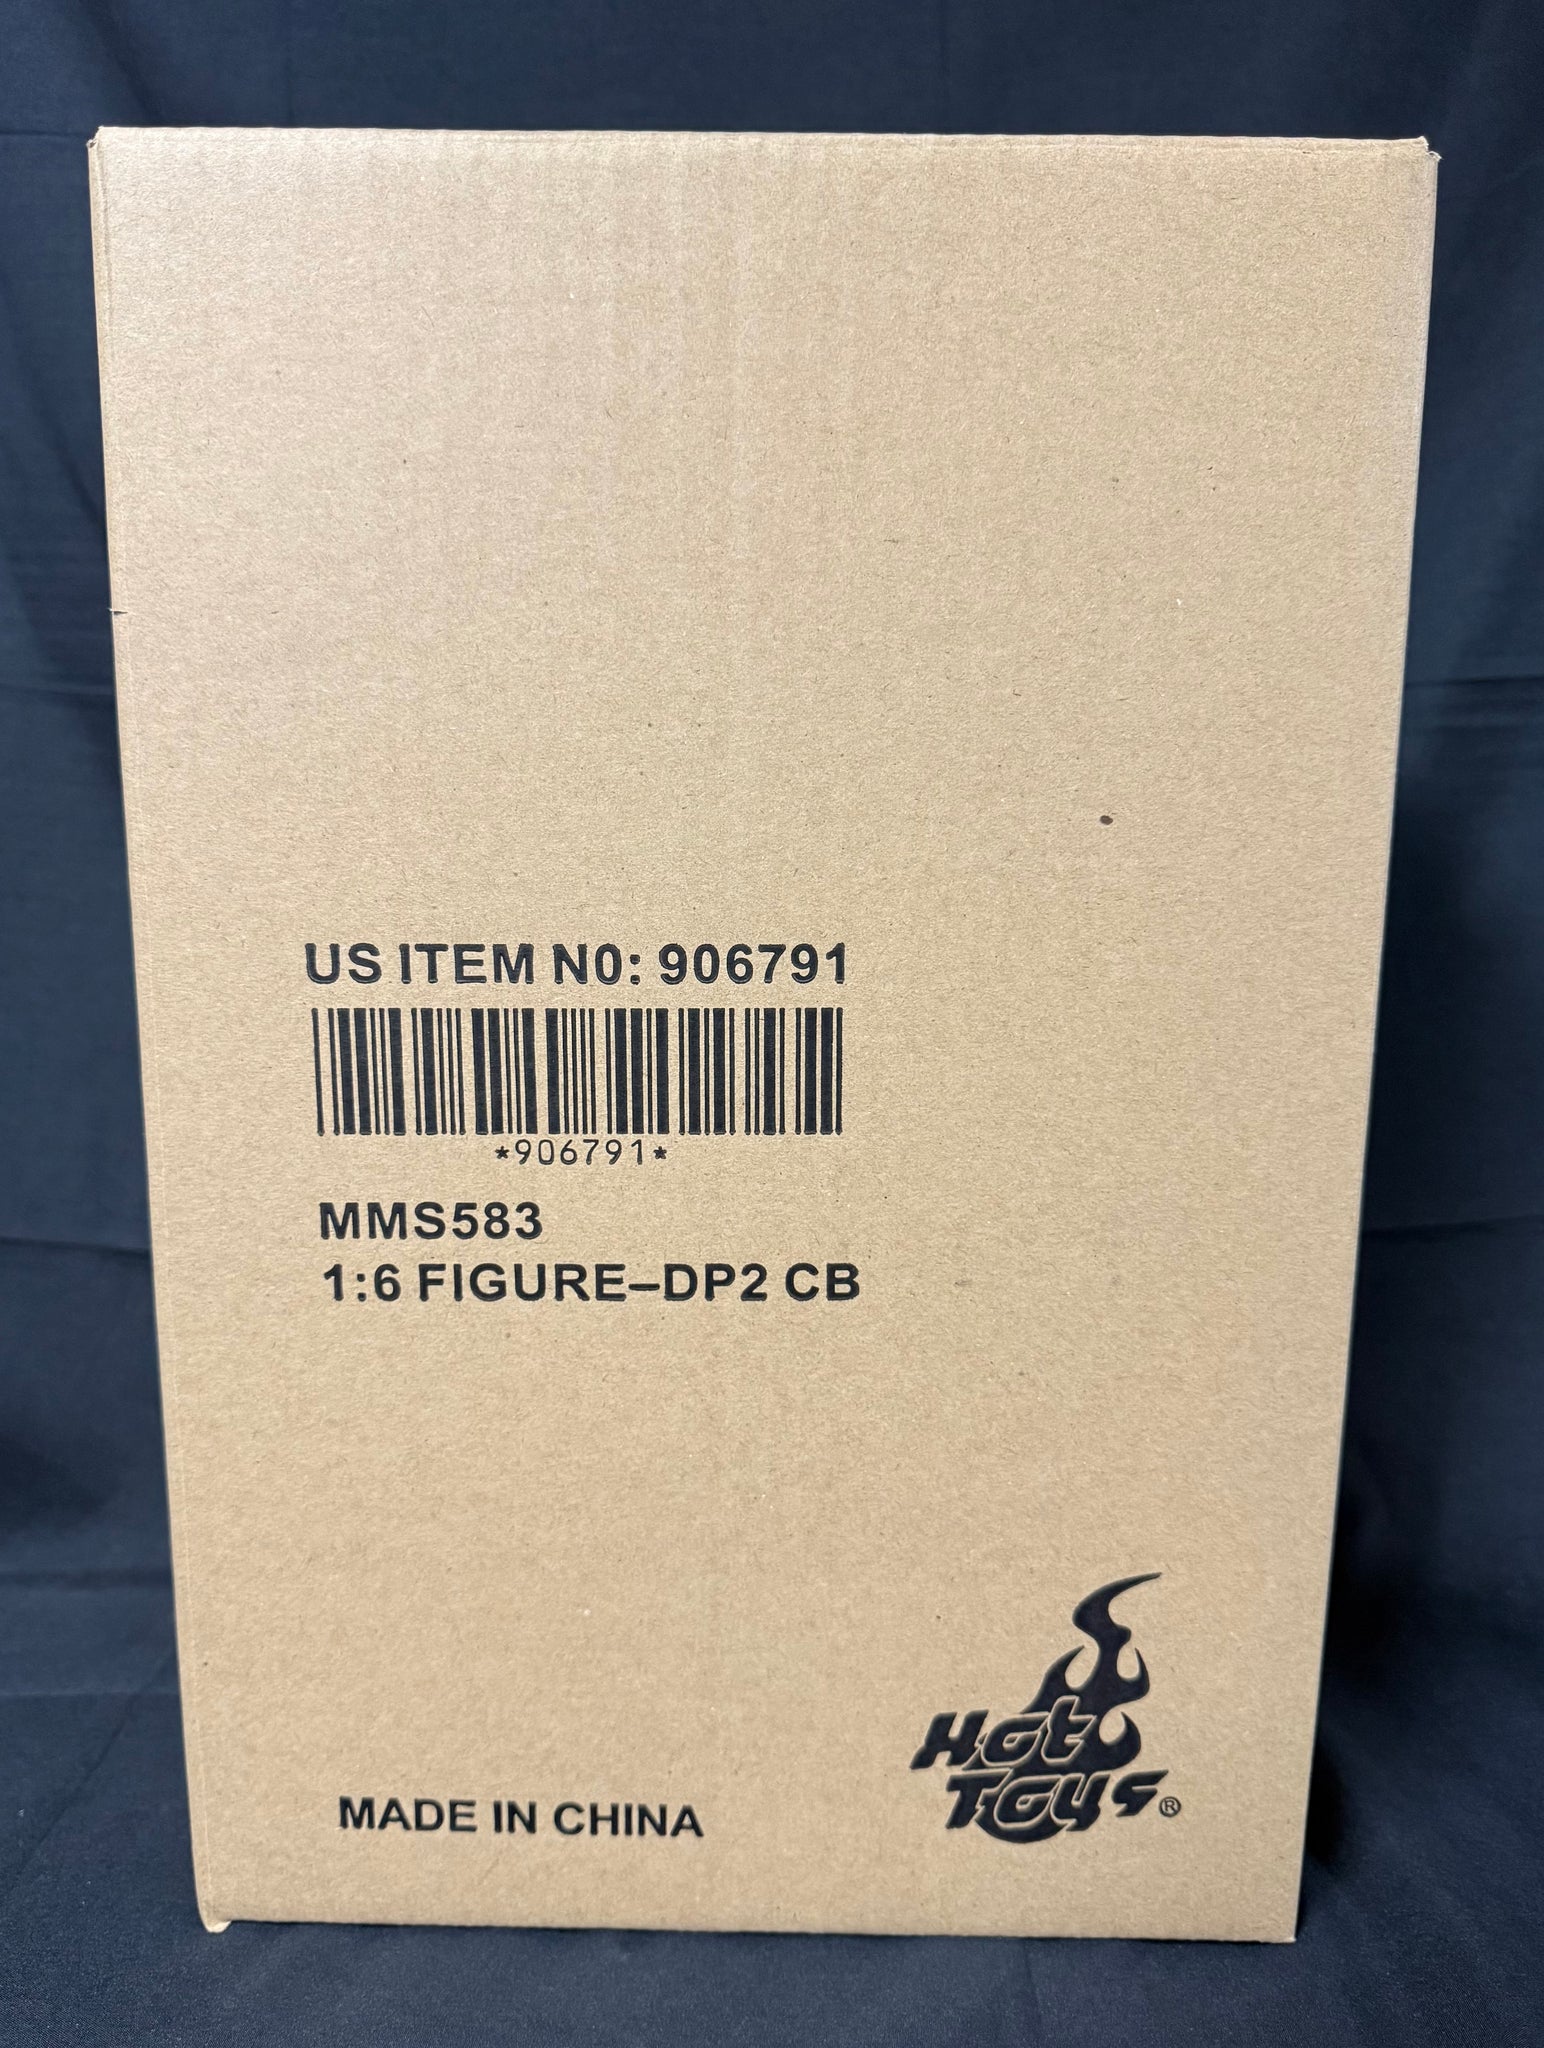 US ITEM N0: 906791
*906791*
MMS583
1:6 FIGURE–DP2 CB
MADE IN CHINA
Hot
Toys®